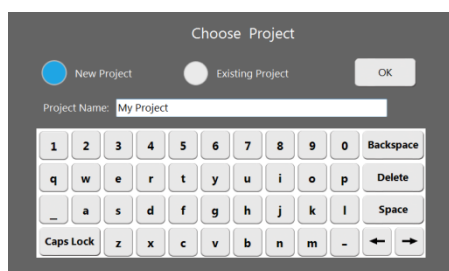 Choose Project
New Project Existing Project OK
Project Name: My Project
1 2 3 4 5 6 7 8 9 0 Backspace
q w e r t y u i o p Delete
_ a s d f g h j k l Space
Caps Lock z x c v b n m - ← →